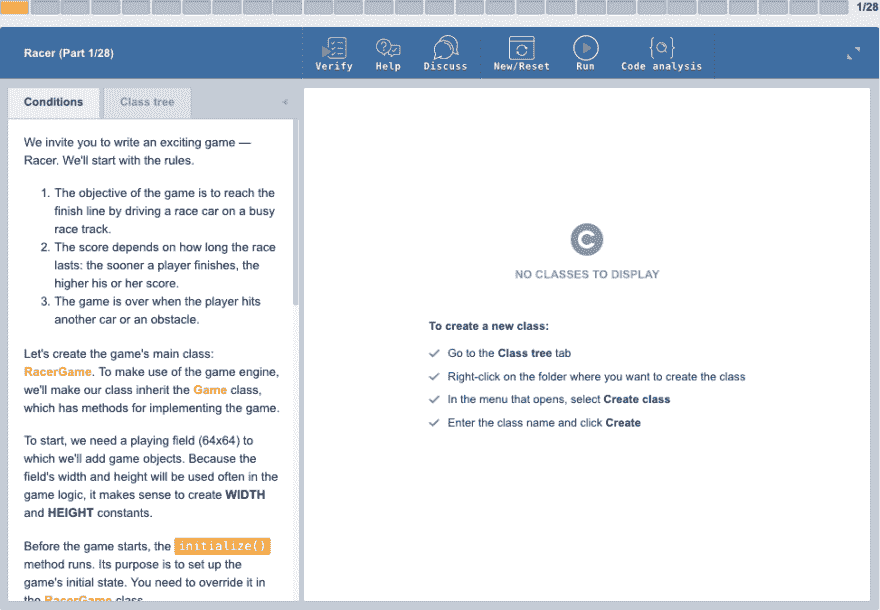 1/28
Racer (Part 1/28)
Verify
Help
Discuss
New/Reset
Run
Code analysis
Conditions
Class tree
We invite you to write an exciting game —
Racer. We'll start with the rules.
1. The objective of the game is to reach the
finish line by driving a race car on a busy
race track.
2. The score depends on how long the race
lasts: the sooner a player finishes, the
higher his or her score.
3. The game is over when the player hits
another car or an obstacle.
Let's create the game's main class:
RacerGame. To make use of the game engine,
we'll make our class inherit the Game class,
which has methods for implementing the game.
To start, we need a playing field (64x64) to
which we'll add game objects. Because the
field's width and height will be used often in the
game logic, it makes sense to create WIDTH
and HEIGHT constants.
Before the game starts, the initialize()
method runs. Its purpose is to set up the
game's initial state. You need to override it in
the RacerGame class.
C
NO CLASSES TO DISPLAY
To create a new class:
Go to the Class tree tab
Right-click on the folder where you want to create the class
In the menu that opens, select Create class
Enter the class name and click Create